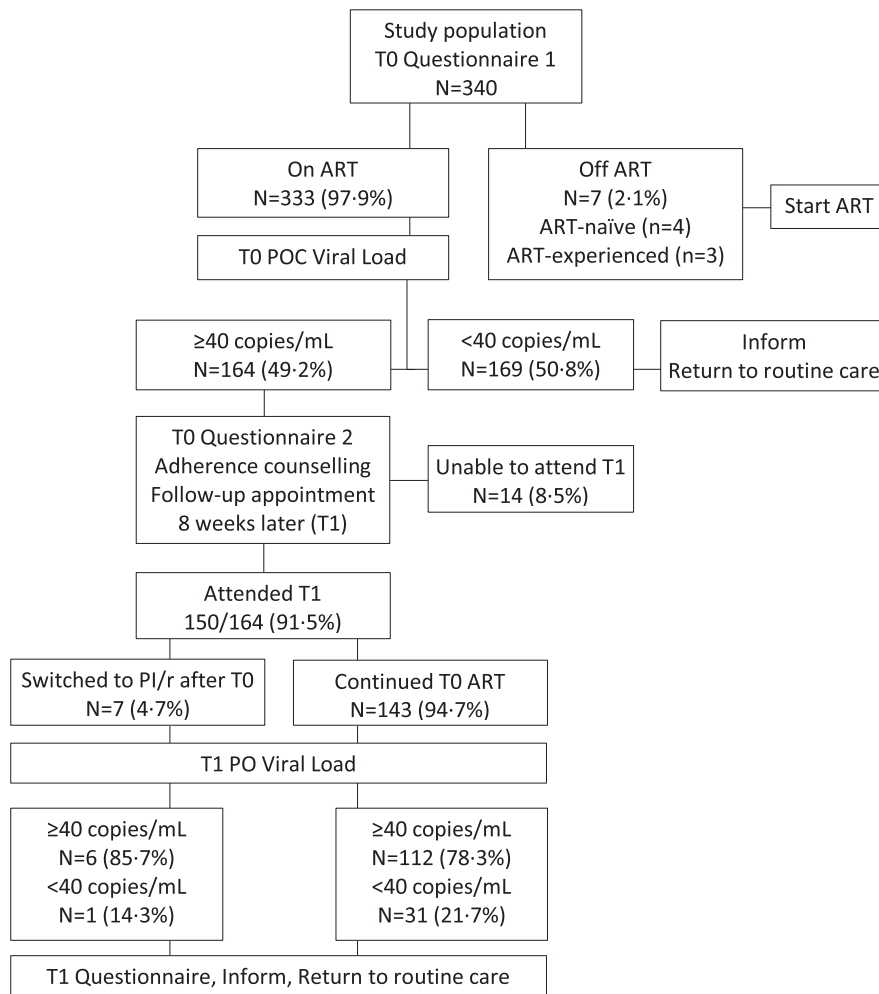 Study population
T0 Questionnaire 1
N=340
On ART
N=333 (97·9%)
Off ART
N=7 (2·1%)
ART-naïve (n=4)
ART-experienced (n=3)
Start ART
T0 POC Viral Load
≥40 copies/mL
N=164 (49·2%)
<40 copies/mL
N=169 (50·8%)
Inform
Return to routine care
T0 Questionnaire 2
Adherence counselling
Follow-up appointment
8 weeks later (T1)
Unable to attend T1
N=14 (8·5%)
Attended T1
150/164 (91·5%)
Switched to PI/r after T0
N=7 (4·7%)
Continued T0 ART
N=143 (94·7%)
T1 PO Viral Load
≥40 copies/mL
N=6 (85·7%)
<40 copies/mL
N=1 (14·3%)
≥40 copies/mL
N=112 (78·3%)
<40 copies/mL
N=31 (21·7%)
T1 Questionnaire, Inform, Return to routine care